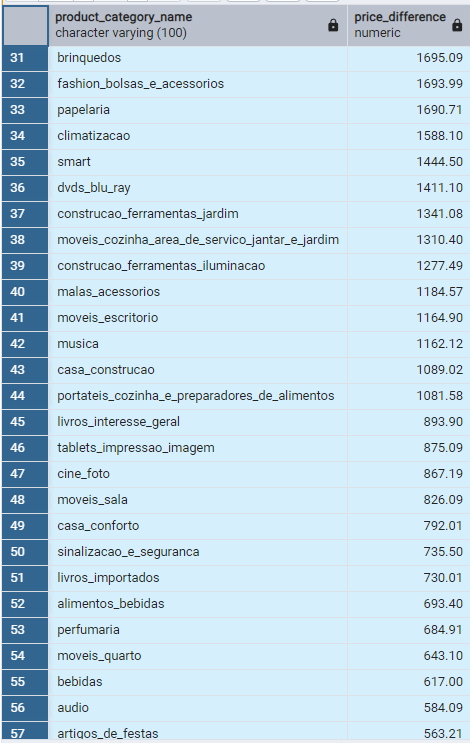 product_category_name price_difference
character varying (100) numeric
31 brinquedos 1695.09
32 fashion_bolsas_e_acessorios 1693.99
33 papelaria 1690.71
34 climatizacao 1588.10
35 smart 1444.50
36 dvds_blu_ray 1411.10
37 construcao_ferramentas_jardim 1341.08
38 moveis_cozinha_area_de_servico_jantar_e_jardim 1310.40
39 construcao_ferramentas_iluminacao 1277.49
40 malas_acessorios 1184.57
41 moveis_escritorio 1164.90
42 musica 1162.12
43 casa_construcao 1089.02
44 portateis_cozinha_e_preparadores_de_alimentos 1081.58
45 livros_interesse_geral 893.90
46 tablets_impressao_imagem 875.09
47 cine_foto 867.19
48 moveis_sala 826.09
49 casa_conforto 792.01
50 sinalizacao_e_seguranca 735.50
51 livros_importados 730.01
52 alimentos_bebidas 693.40
53 perfumaria 684.91
54 moveis_quarto 643.10
55 bebidas 617.00
56 audio 584.09
57 artigos_de_festas 563.21